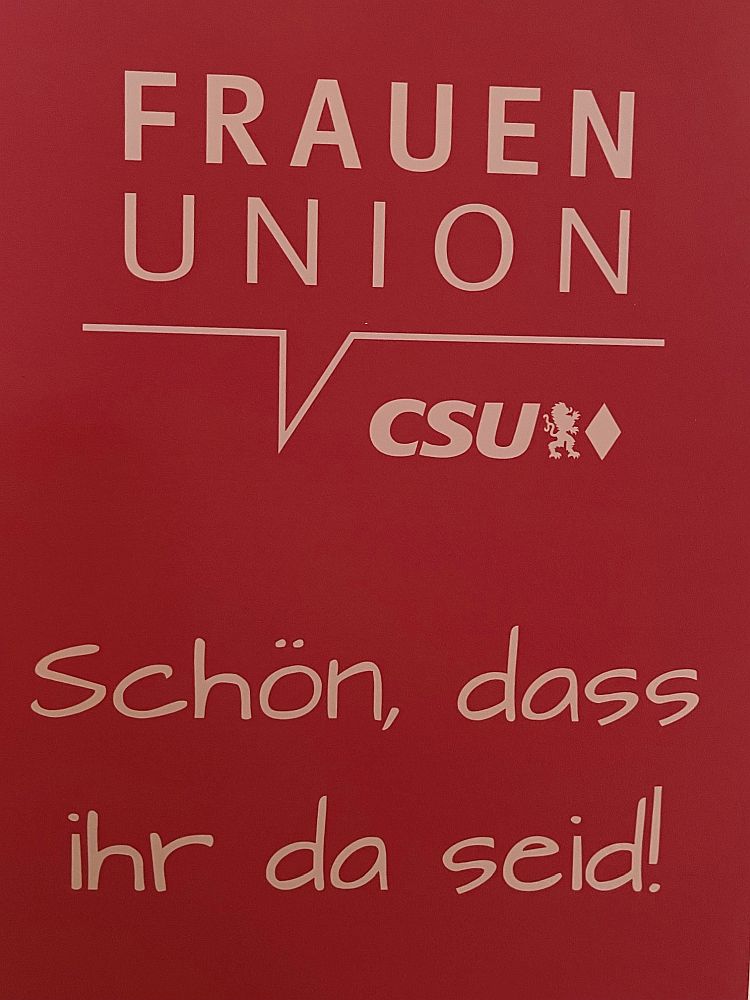 FRAUEN
UNION
CSU
Schön, dass
ihr da seid!